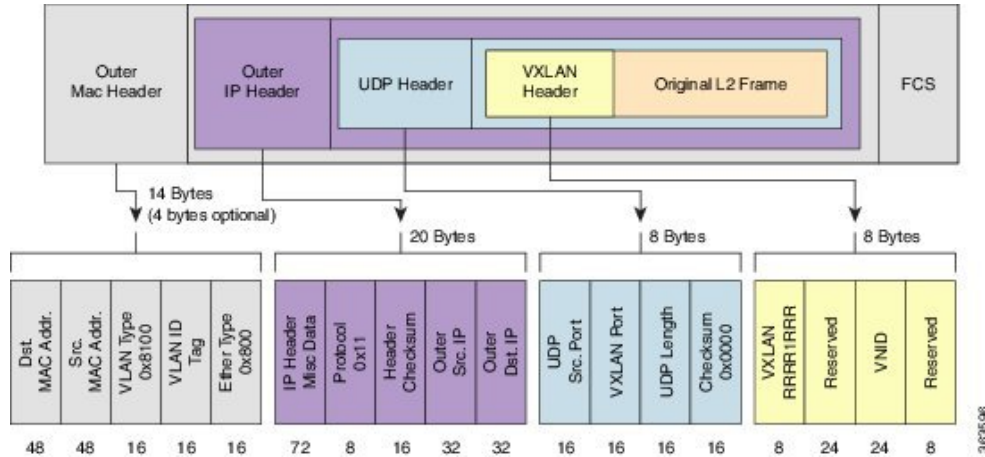 Outer
Mac Header
Outer
IP Header
UDP Header
VXLAN
Header
Original L2 Frame
FCS
14 Bytes
(4 bytes optional)
20 Bytes
8 Bytes
8 Bytes
Dst.
MAC Addr.
Src.
MAC Addr.
VLAN Type
0x8100
VLAN ID
Tag
Ether Type
0x800
IP Header
Misc Data
Protocol
0x11
Header
Checksum
Outer
Src. IP
Outer
Dst. IP
UDP
Src. Port
VXLAN Port
UDP Length
Checksum
0x0000
VXLAN
RRRR1RRR
Reserved
VNID
Reserved
48 48 16 16 16
72 8 16 32 32
16 16 16 16
8 24 24 8